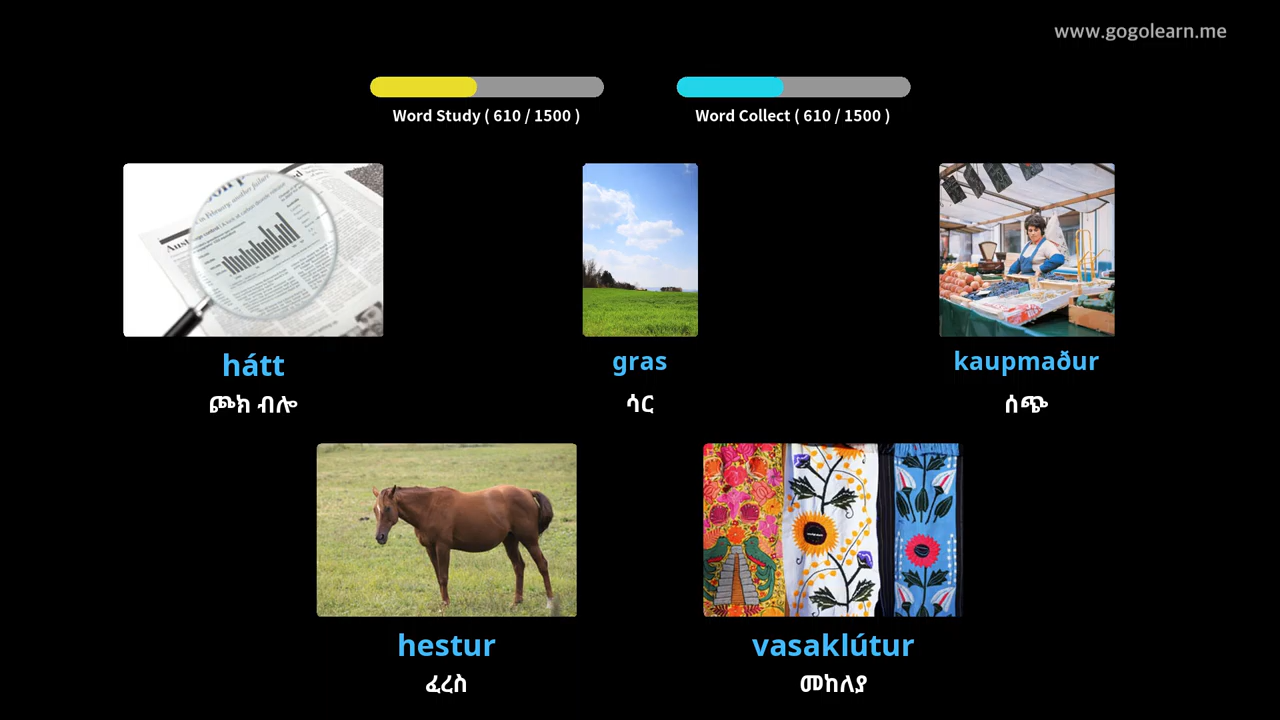 www.gogolearn.me
Word Study ( 610 / 1500 )
Word Collect ( 610 / 1500 )
hátt
ጮክ ብሎ
gras
ሳር
kaupmaður
ሰጭ
hestur
ፈረስ
vasaklútur
መከለያ